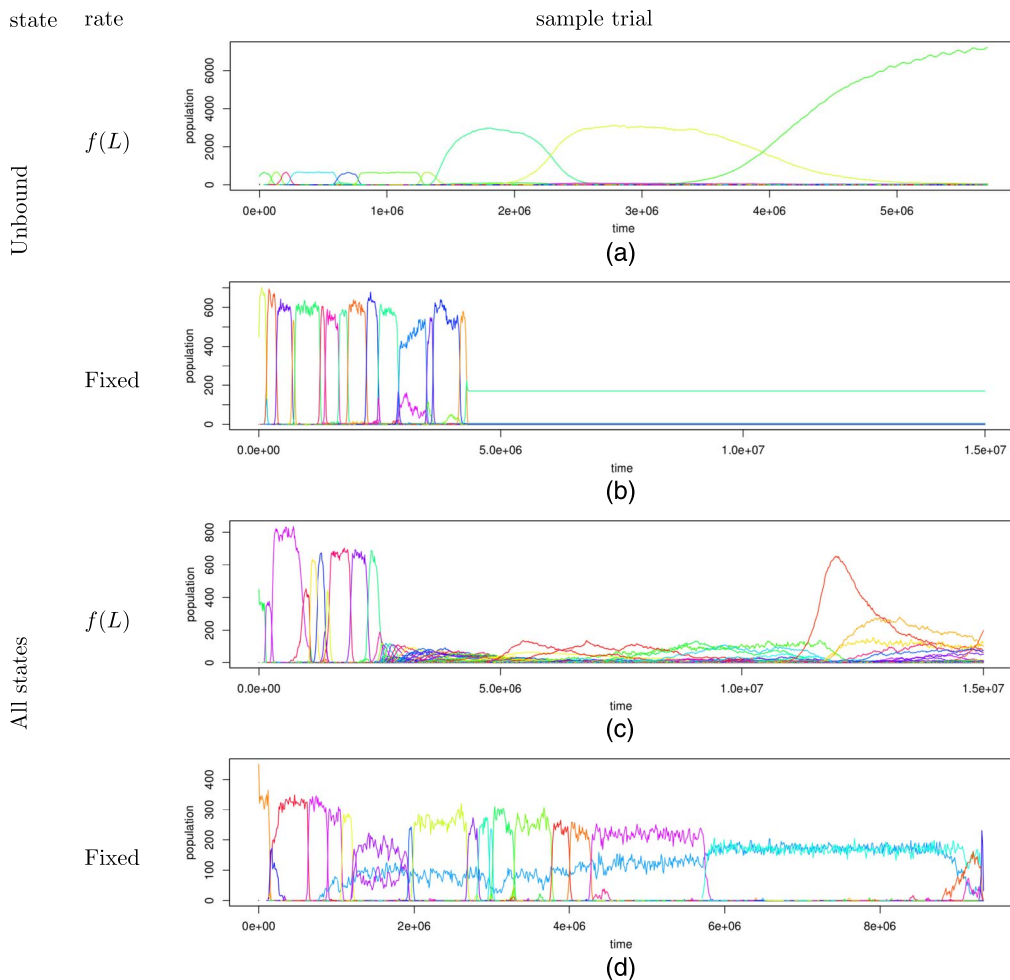 state rate sample trial
Unbound
f(L)
population
0 2000 4000 6000
0e+00 1e+06 2e+06 3e+06 4e+06 5e+06
time
(a)
Fixed
population
0 200 400 600
0.0e+00 5.0e+06 1.0e+07 1.5e+07
time
(b)
All states
f(L)
population
0 200 400 600 800
0.0e+00 5.0e+06 1.0e+07 1.5e+07
time
(c)
Fixed
population
0 100 200 300 400
0e+00 2e+06 4e+06 6e+06 8e+06
time
(d)